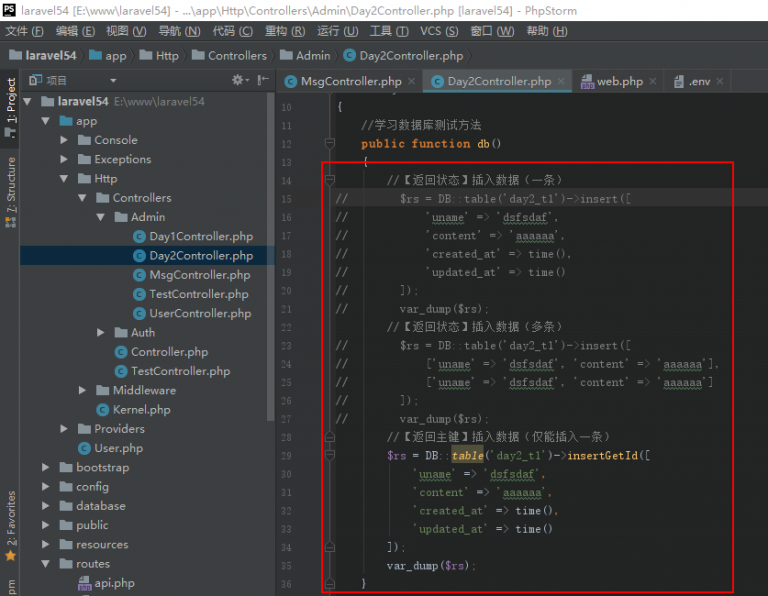 laravel54 [E:\www\laravel54] - ...\app\Http\Controllers\Admin\Day2Controller.php [laravel54] - PhpStorm
文件 (F) 编辑 (E) 视图 (V) 导航 (N) 代码 (C) 重构 (R) 运行 (U) 工具 (T) VCS (S) 窗口 (W) 帮助 (H)
laravel54 app Http Controllers Admin Day2Controller.php
项目
MsgController.php Day2Controller.php web.php .env
1: Project
7: Structure
2: Favorites
pm
laravel54 E:\www\laravel54
app
Console
Exceptions
Http
Controllers
Admin
Day1Controller.php
Day2Controller.php
MsgController.php
TestController.php
UserController.php
Auth
Controller.php
TestController.php
Middleware
Kernel.php
Providers
User.php
bootstrap
config
database
public
resources
routes
api.php
10 {
11 //学习数据库测试方法
12 public function db()
13 {
14 //【返回状态】插入数据（一条）
15 // $rs = DB::table('day2_t1')->insert([
16 // 'uname' => 'dsfsdaf',
17 // 'content' => 'aaaaaa',
18 // 'created_at' => time(),
19 // 'updated_at' => time()
20 // ]);
21 // var_dump($rs);
22 //【返回状态】插入数据（多条）
23 // $rs = DB::table('day2_t1')->insert([
24 // ['uname' => 'dsfsdaf', 'content' => 'aaaaaa'],
25 // ['uname' => 'dsfsdaf', 'content' => 'aaaaaa']
26 // ]);
27 // var_dump($rs);
28 //【返回主键】插入数据（仅能插入一条）
29 $rs = DB::table('day2_t1')->insertGetId([
30 'uname' => 'dsfsdaf',
31 'content' => 'aaaaaa',
32 'created_at' => time(),
33 'updated_at' => time()
34 ]);
35 var_dump($rs);
36 }